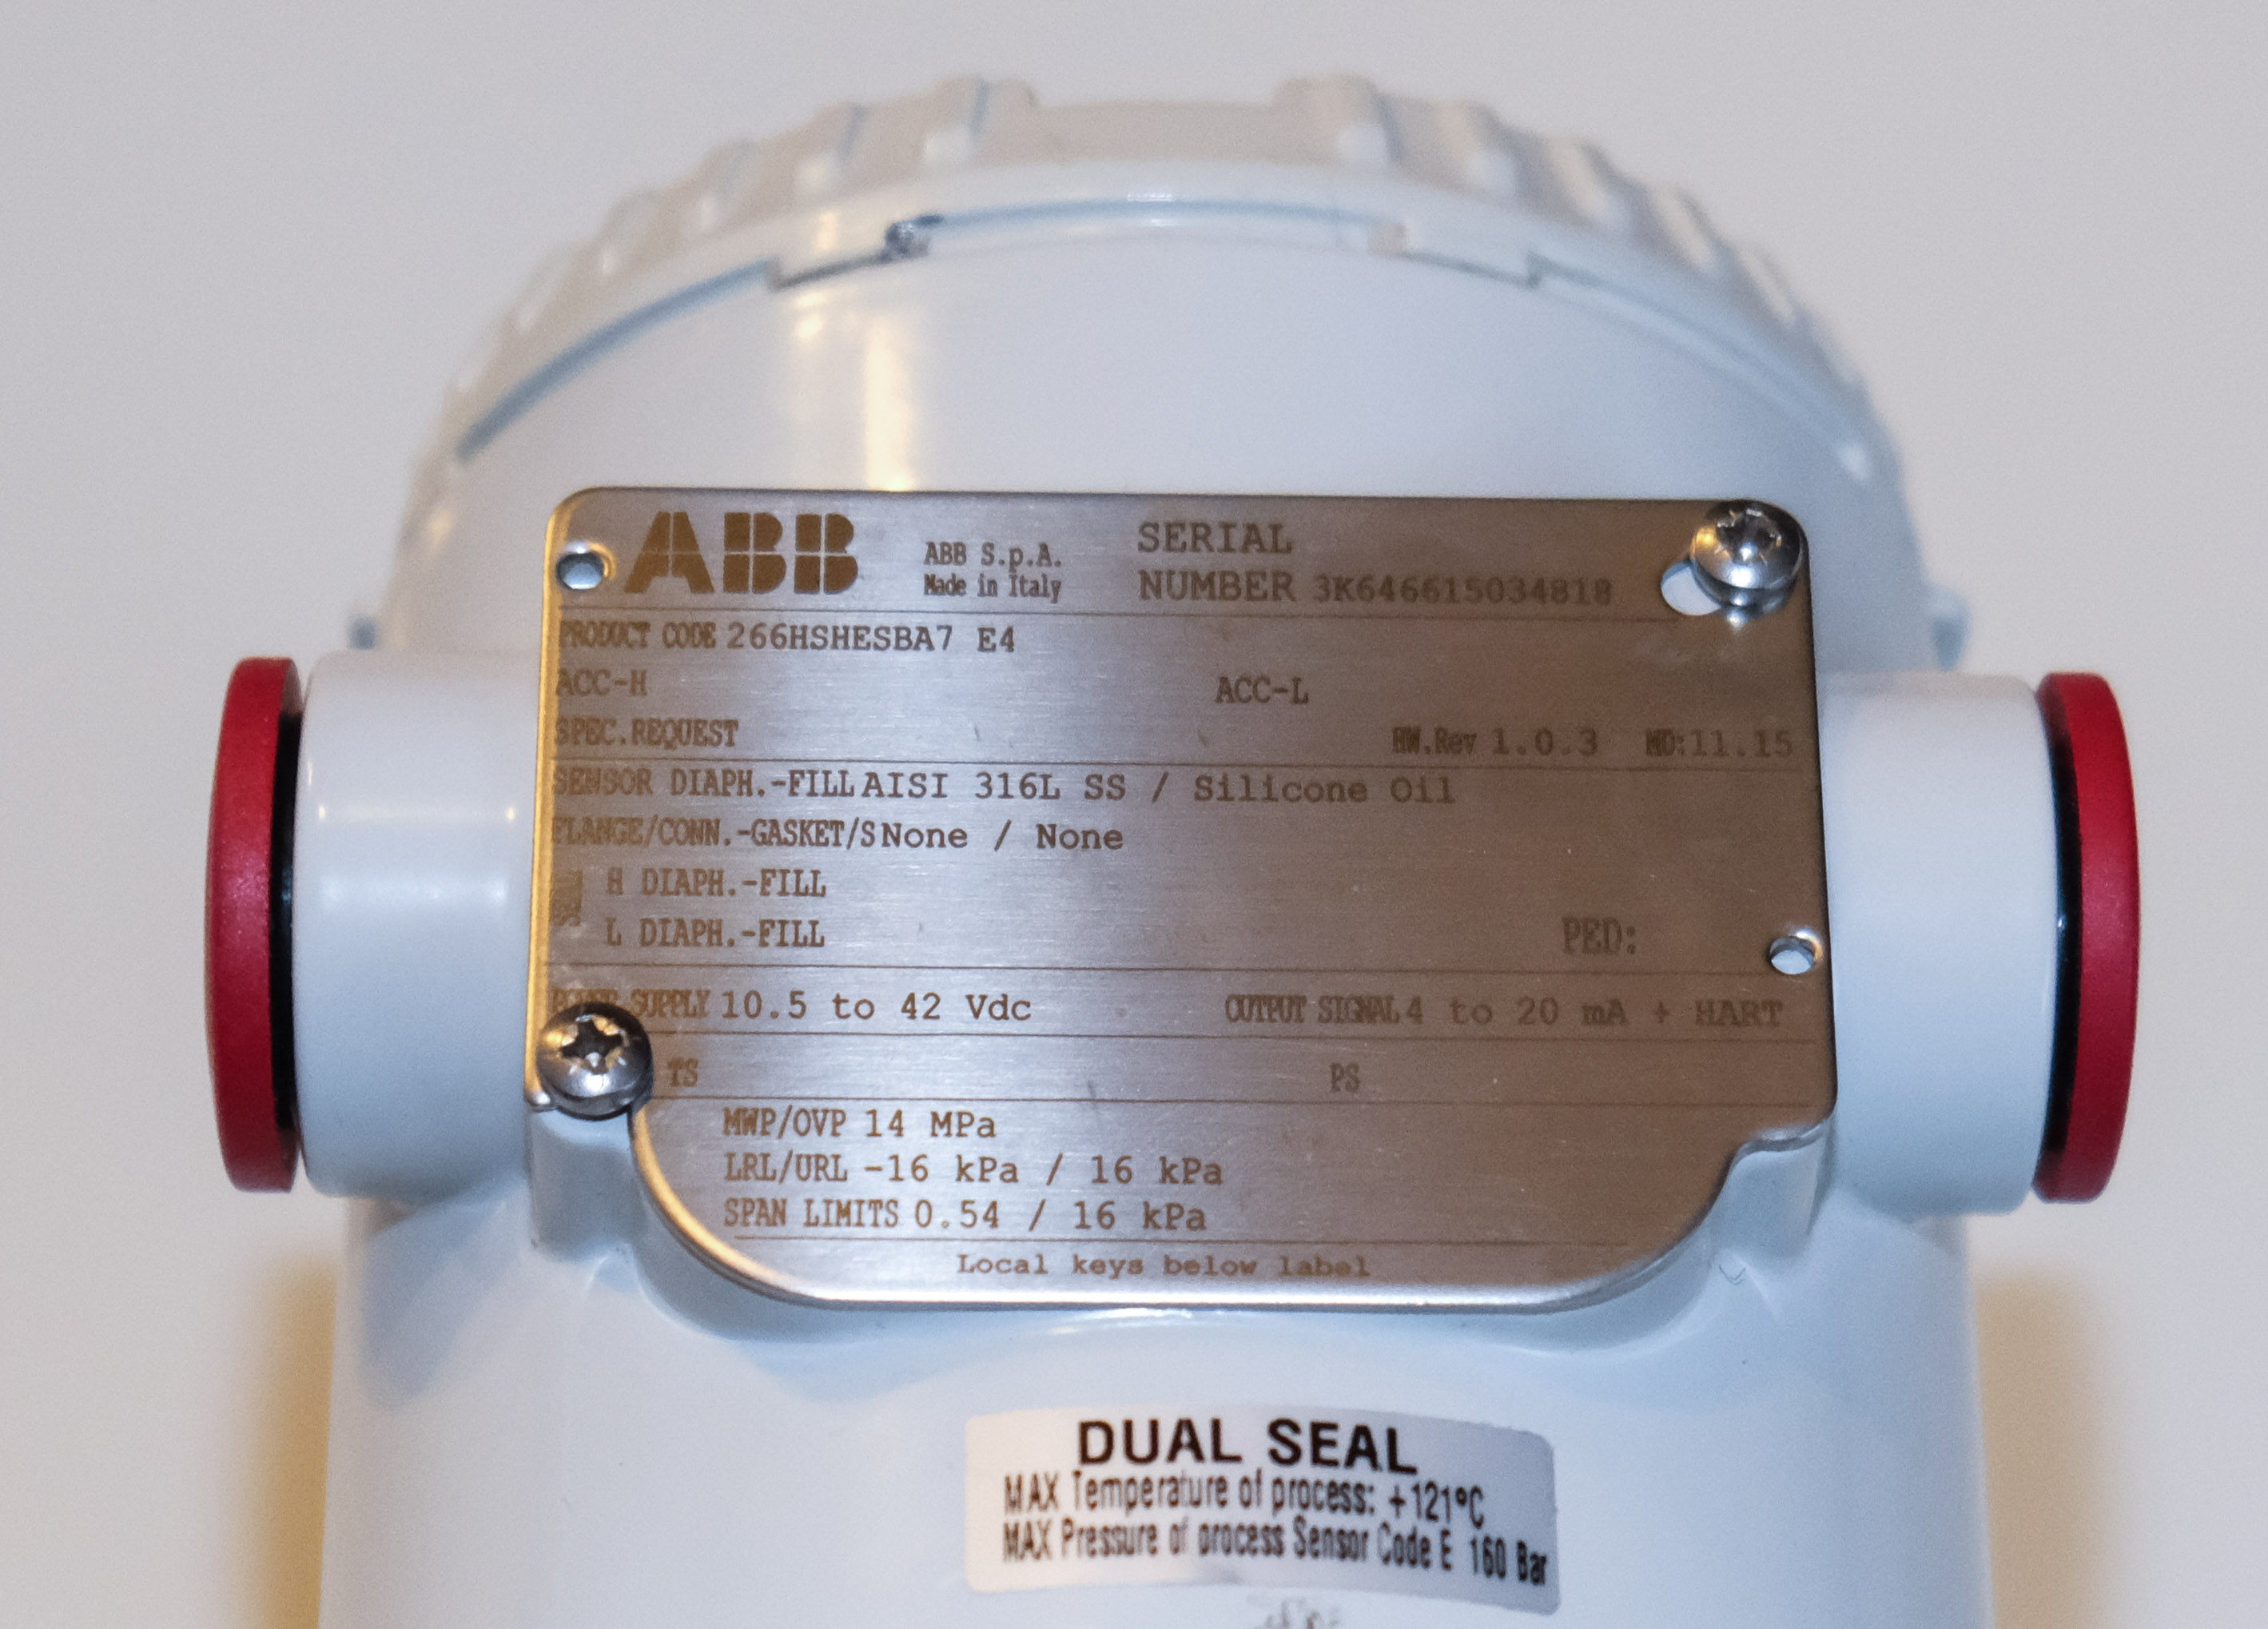 ABB
ABB S.p.A.
Made in Italy
SERIAL
NUMBER 3K646615034818
PRODUCT CODE 266HSHESBA7 E4
ACC-H ACC-L
SPEC.REQUEST HW.Rev 1.0.3 MD:11.15
SENSOR DIAPH.-FILL AISI 316L SS / Silicone Oil
FLANGE/CONN.-GASKET/S None / None
H DIAPH.-FILL
L DIAPH.-FILL PED:
SUPPLY 10.5 to 42 Vdc OUTPUT SIGNAL 4 to 20 mA + HART
TS PS
MWP/OVP 14 MPa
LRL/URL -16 kPa / 16 kPa
SPAN LIMITS 0.54 / 16 kPa
Local keys below label
DUAL SEAL
MAX Temperature of process: +121°C
MAX Pressure of process Sensor Code E 160 Bar